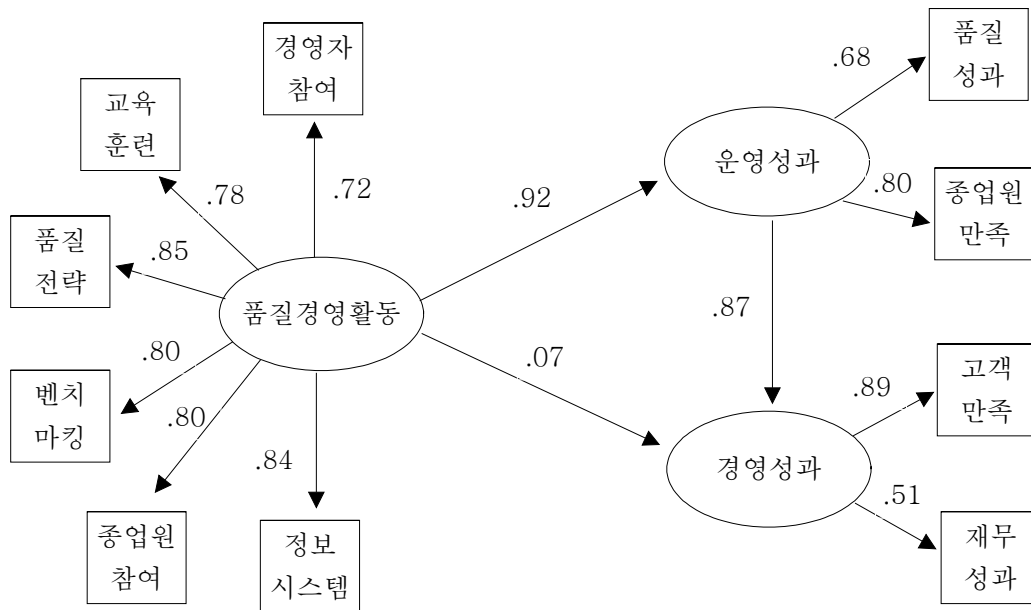 경영자
참여
품질
성과
.68
교육
훈련
운영성과
.78
.72
.92
.80
종업원
만족
품질
전략
.85
품질경영활동
.87
.80
.07
고객
만족
.89
벤치
마킹
.80
경영성과
.84
.51
종업원
참여
정보
시스템
재무
성과